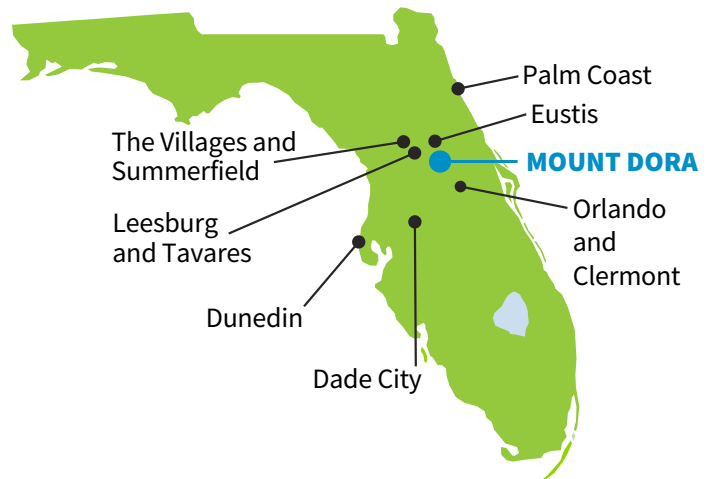 Palm Coast
Eustis
The Villages and
Summerfield
MOUNT DORA
Leesburg
and Tavares
Orlando
and
Clermont
Dunedin
Dade City